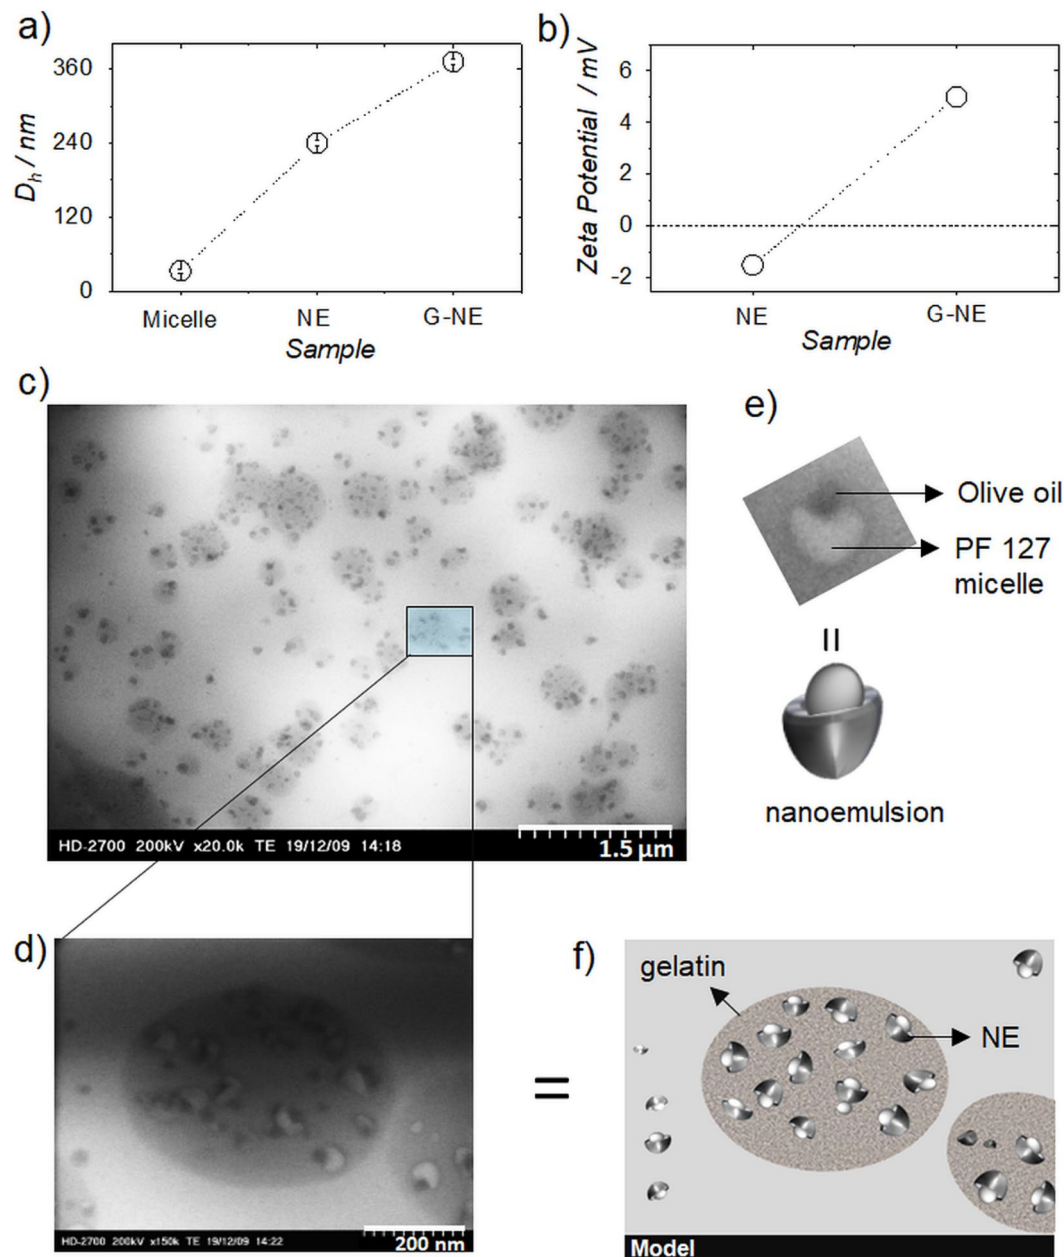 a)
360
240
120
0
D_h / nm
Micelle NE G-NE
Sample
b)
6
4
2
0
-2
Zeta Potential / mV
NE G-NE
Sample
c)
HD-2700 200kV x20.0k TE 19/12/09 14:18
1.5 µm
e)
Olive oil
PF 127
micelle
=
nanoemulsion
d)
HD-2700 200kV x150k TE 19/12/09 14:22
200 nm
=
f)
gelatin
NE
Model